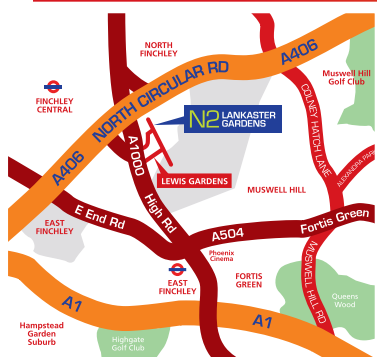 NORTH
FINCHLEY
A406
Muswell Hill
Golf Club
NORTH CIRCULAR RD
FINCHLEY
CENTRAL
COLNEY HATCH LANE
N2 LANKASTER
GARDENS
A1000
A406
ALEXANDRA PARK
LEWIS GARDENS
MUSWELL HILL
High Rd
E End Rd
Fortis Green
EAST
FINCHLEY
A504
Phoenix
Cinema
MUSWELL HILL RD
EAST
FINCHLEY
FORTIS
GREEN
Queens
Wood
A1
A1
Hampstead
Garden
Suburb
Highgate
Golf Club